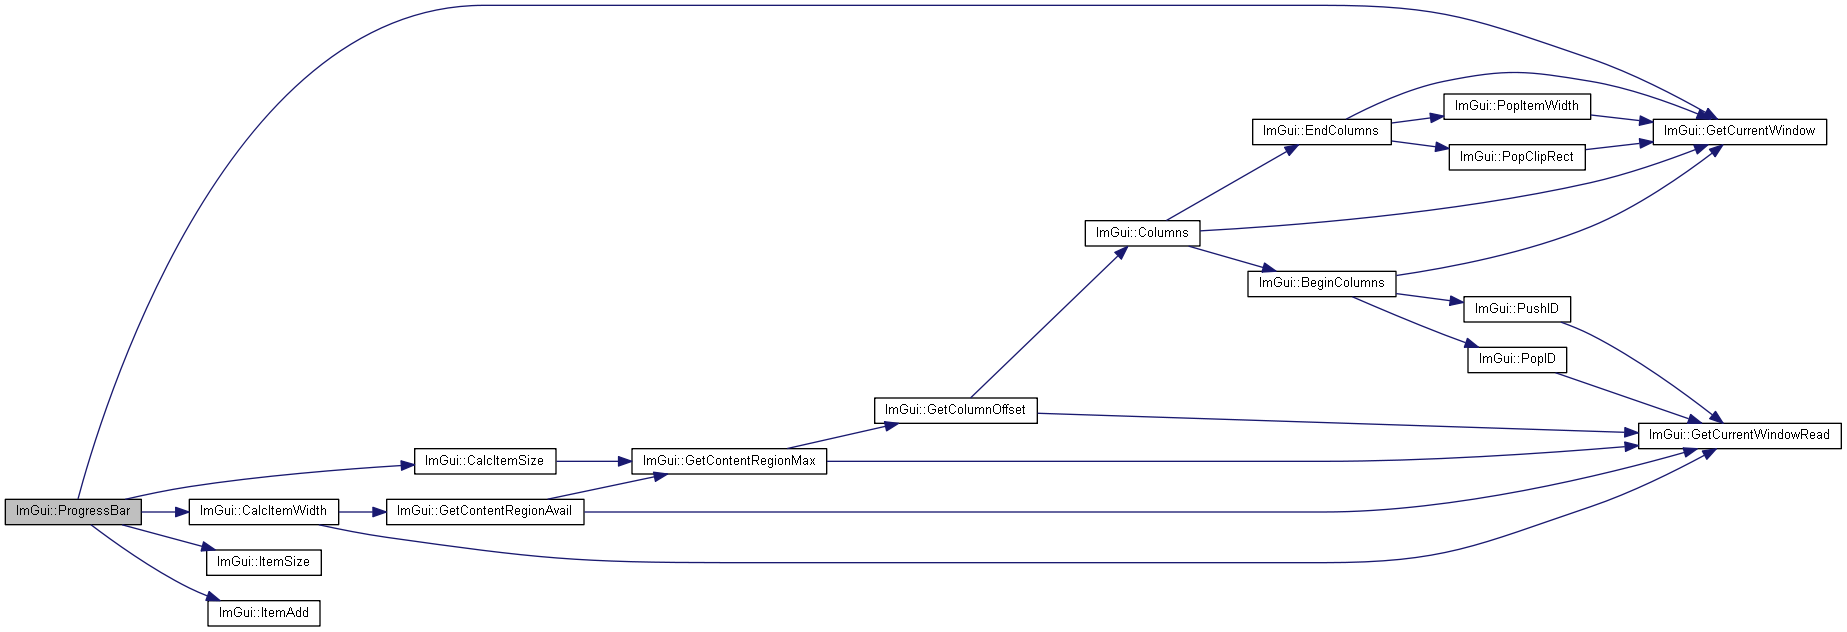 ImGui::PopItemWidth
ImGui::EndColumns
ImGui::GetCurrentWindow
ImGui::PopClipRect
ImGui::Columns
ImGui::BeginColumns
ImGui::PushID
ImGui::PopID
ImGui::GetColumnOffset
ImGui::GetCurrentWindowRead
ImGui::CalcItemSize
ImGui::GetContentRegionMax
ImGui::ProgressBar
ImGui::CalcItemWidth
ImGui::GetContentRegionAvail
ImGui::ItemSize
ImGui::ItemAdd